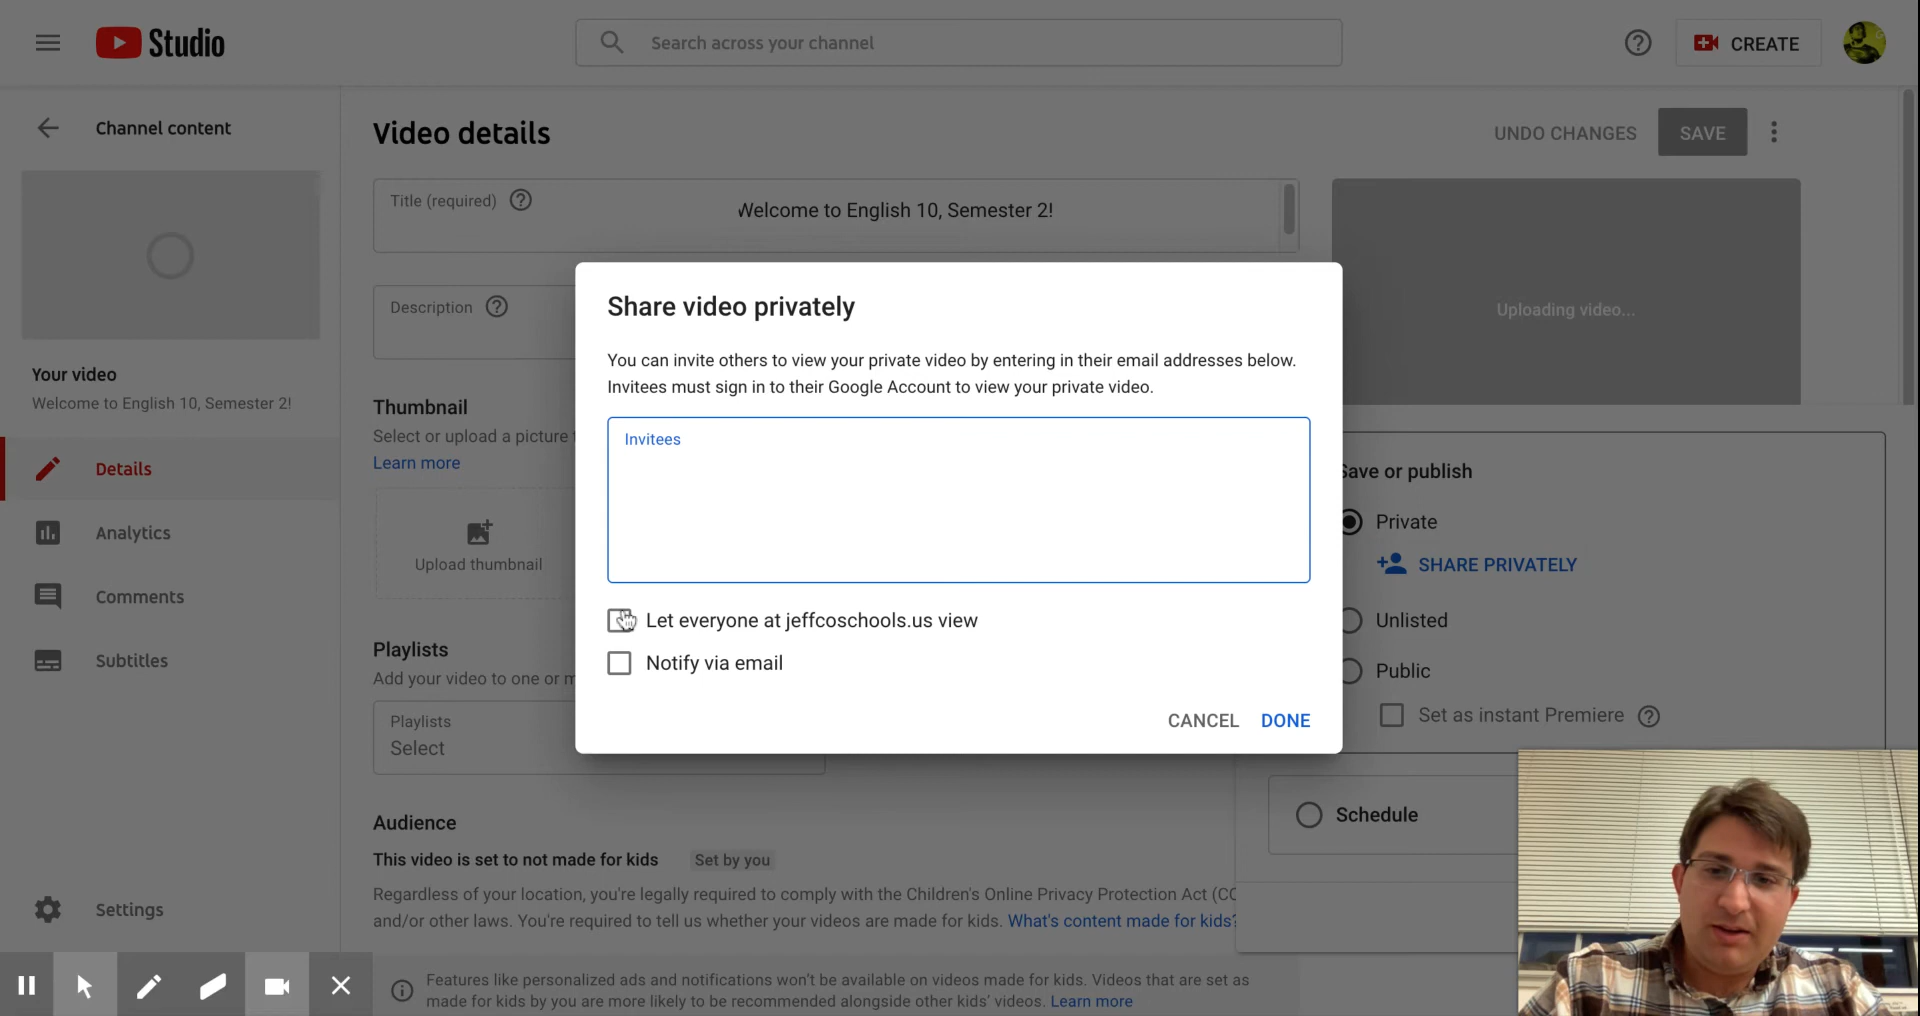 Studio
Search across your channel
CREATE
Channel content
Video details
UNDO CHANGES
SAVE
Title (required)
Welcome to English 10, Semester 2!
Description
Uploading video...
Your video
Welcome to English 10, Semester 2!
Thumbnail
Select or upload a picture
Learn more
Upload thumbnail
Details
Analytics
Comments
Subtitles
Settings
Playlists
Add your video to one or m
Playlists
Select
Share video privately
You can invite others to view your private video by entering in their email addresses below.
Invitees must sign in to their Google Account to view your private video.
Invitees
Let everyone at jeffcoschools.us view
Notify via email
CANCEL
DONE
Save or publish
Private
SHARE PRIVATELY
Unlisted
Public
Set as instant Premiere
Schedule
Audience
This video is set to not made for kids
Set by you
Regardless of your location, you're legally required to comply with the Children's Online Privacy Protection Act (CO
and/or other laws. You're required to tell us whether your videos are made for kids. What's content made for kids?
Features like personalized ads and notifications won't be available on videos made for kids. Videos that are set as
made for kids by you are more likely to be recommended alongside other kids' videos. Learn more